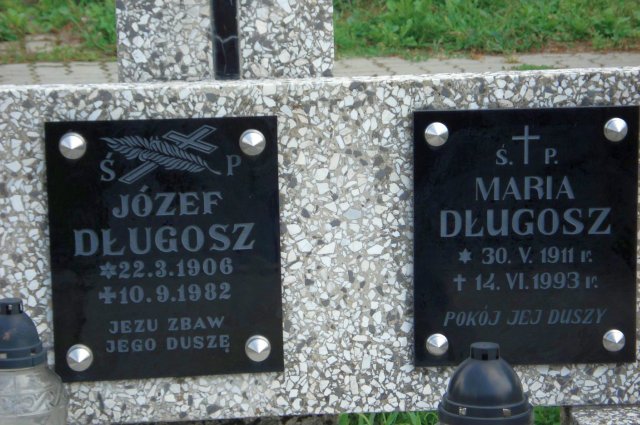 Ś P
JÓZEF
DŁUGOSZ
✡22.3.1906
✝10.9.1982
JEZU ZBAW
JEGO DUSZĘ
Ś. ✝ P.
MARIA
DŁUGOSZ
✶ 30. V. 1911 r.
✝ 14. VI. 1993 r.
POKÓJ JEJ DUSZY